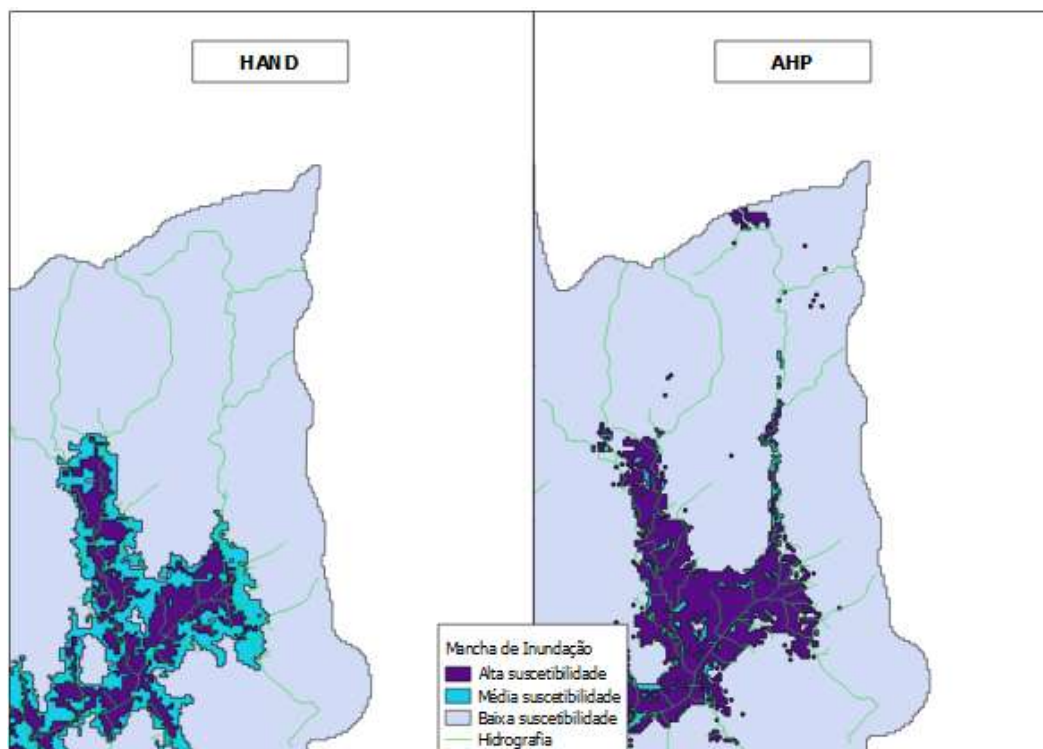 HAND
AHP
Mancha de Inundação
Alta suscetibilidade
Média suscetibilidade
Baixa suscetibilidade
Hidrografia